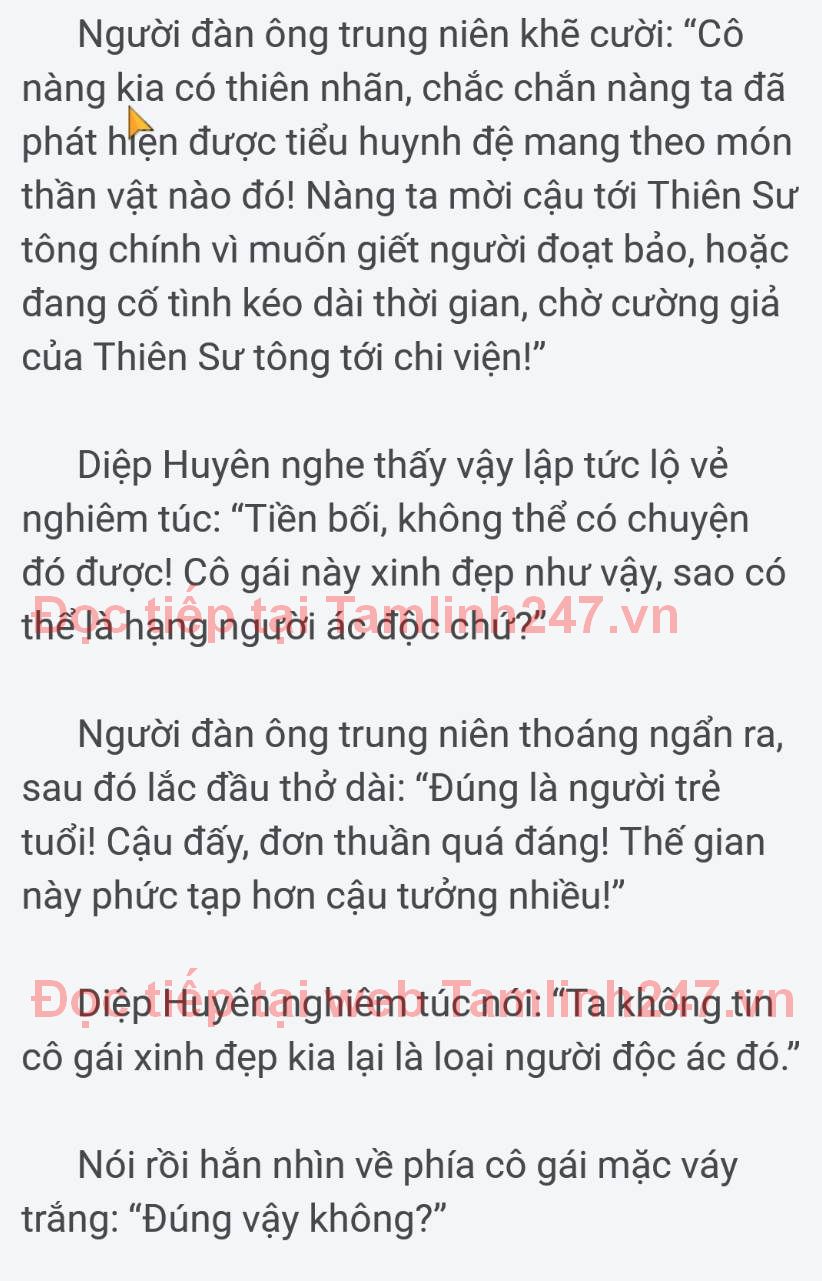 Người đàn ông trung niên khẽ cười: “Cô
nàng kia có thiên nhãn, chắc chắn nàng ta đã
phát hiện được tiểu huynh đệ mang theo món
thần vật nào đó! Nàng ta mời cậu tới Thiên Sư
tông chính vì muốn giết người đoạt bảo, hoặc
đang cố tình kéo dài thời gian, chờ cường giả
của Thiên Sư tông tới chi viện!”
Diệp Huyên nghe thấy vậy lập tức lộ vẻ
nghiêm túc: “Tiền bối, không thể có chuyện
đó được! Cô gái này xinh đẹp như vậy, sao có
Đọc tiếp tại Tamlinh247.vn
thể là hạng người ác độc chứ?”
Người đàn ông trung niên thoáng ngẩn ra,
sau đó lắc đầu thở dài: “Đúng là người trẻ
tuổi! Cậu đấy, đơn thuần quá đáng! Thế gian
này phức tạp hơn cậu tưởng nhiều!”
Đọc tiếp tại web Tamlinh247.vn
Diệp Huyên nghiêm túc nói: “Ta không tin
cô gái xinh đẹp kia lại là loại người độc ác đó.”
Nói rồi hắn nhìn về phía cô gái mặc váy
trắng: “Đúng vậy không?”